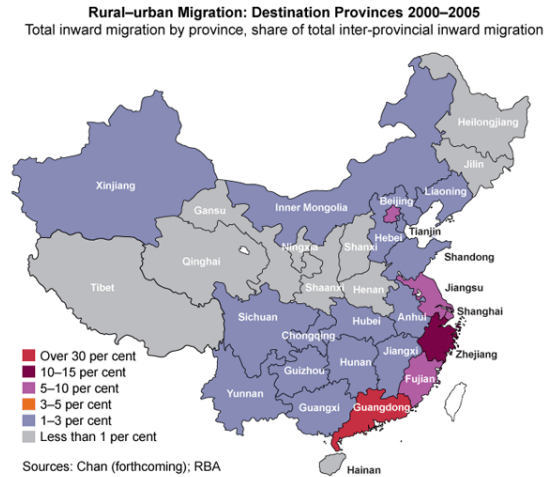 Rural–urban Migration: Destination Provinces 2000–2005
Total inward migration by province, share of total inter-provincial inward migration
Heilongjiang
Jilin
Xinjiang
Liaoning
Beijing
Gansu
Inner Mongolia
Tianjin
Hebei
Ningxia
Shanxi
Shandong
Qinghai
Tibet
Shaanxi
Henan
Jiangsu
Shanghai
Sichuan
Hubei
Anhui
Chongqing
Zhejiang
Jiangxi
Hunan
Guizhou
Fujian
Yunnan
Guangxi
Guangdong
Hainan
Over 30 per cent
10–15 per cent
5–10 per cent
3–5 per cent
1–3 per cent
Less than 1 per cent
Sources: Chan (forthcoming); RBA